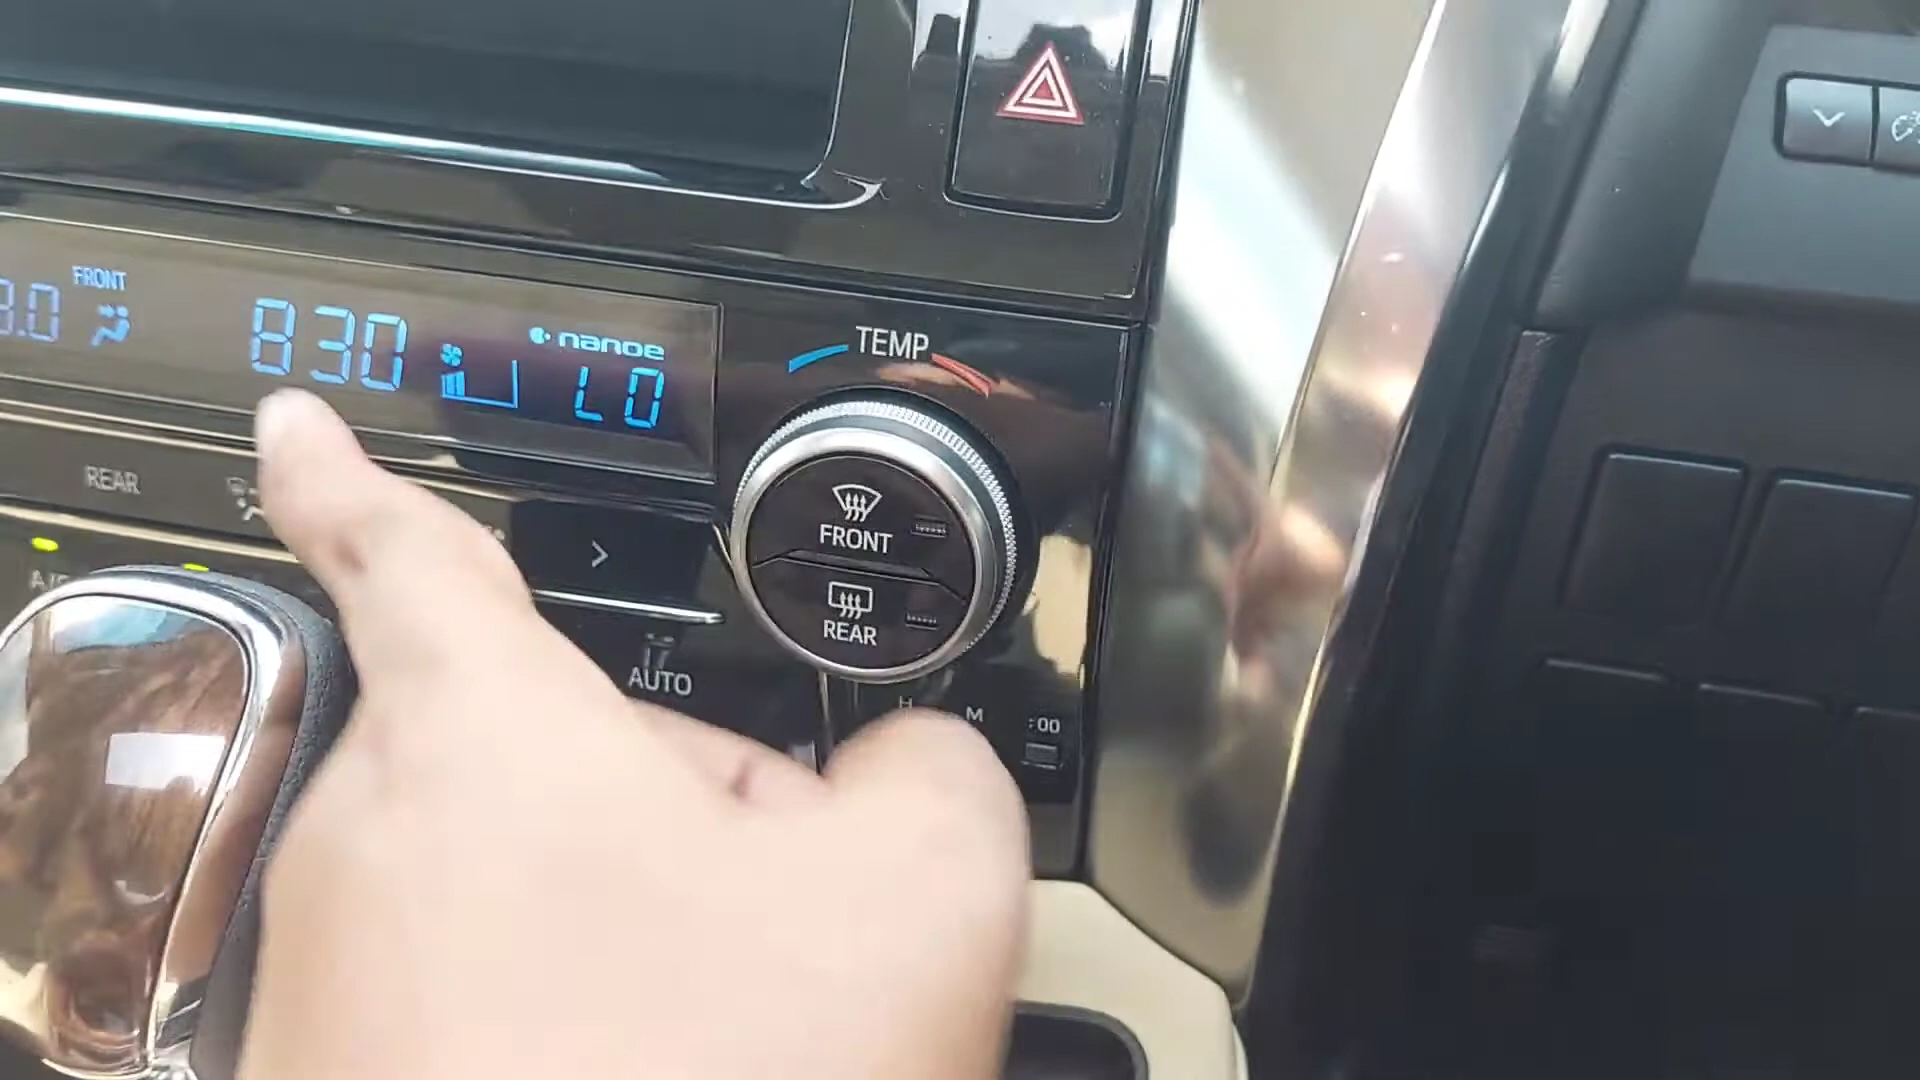 FRONT
8.0
830
nanoe
LO
TEMP
FRONT
REAR
REAR
AUTO
H
M
:00